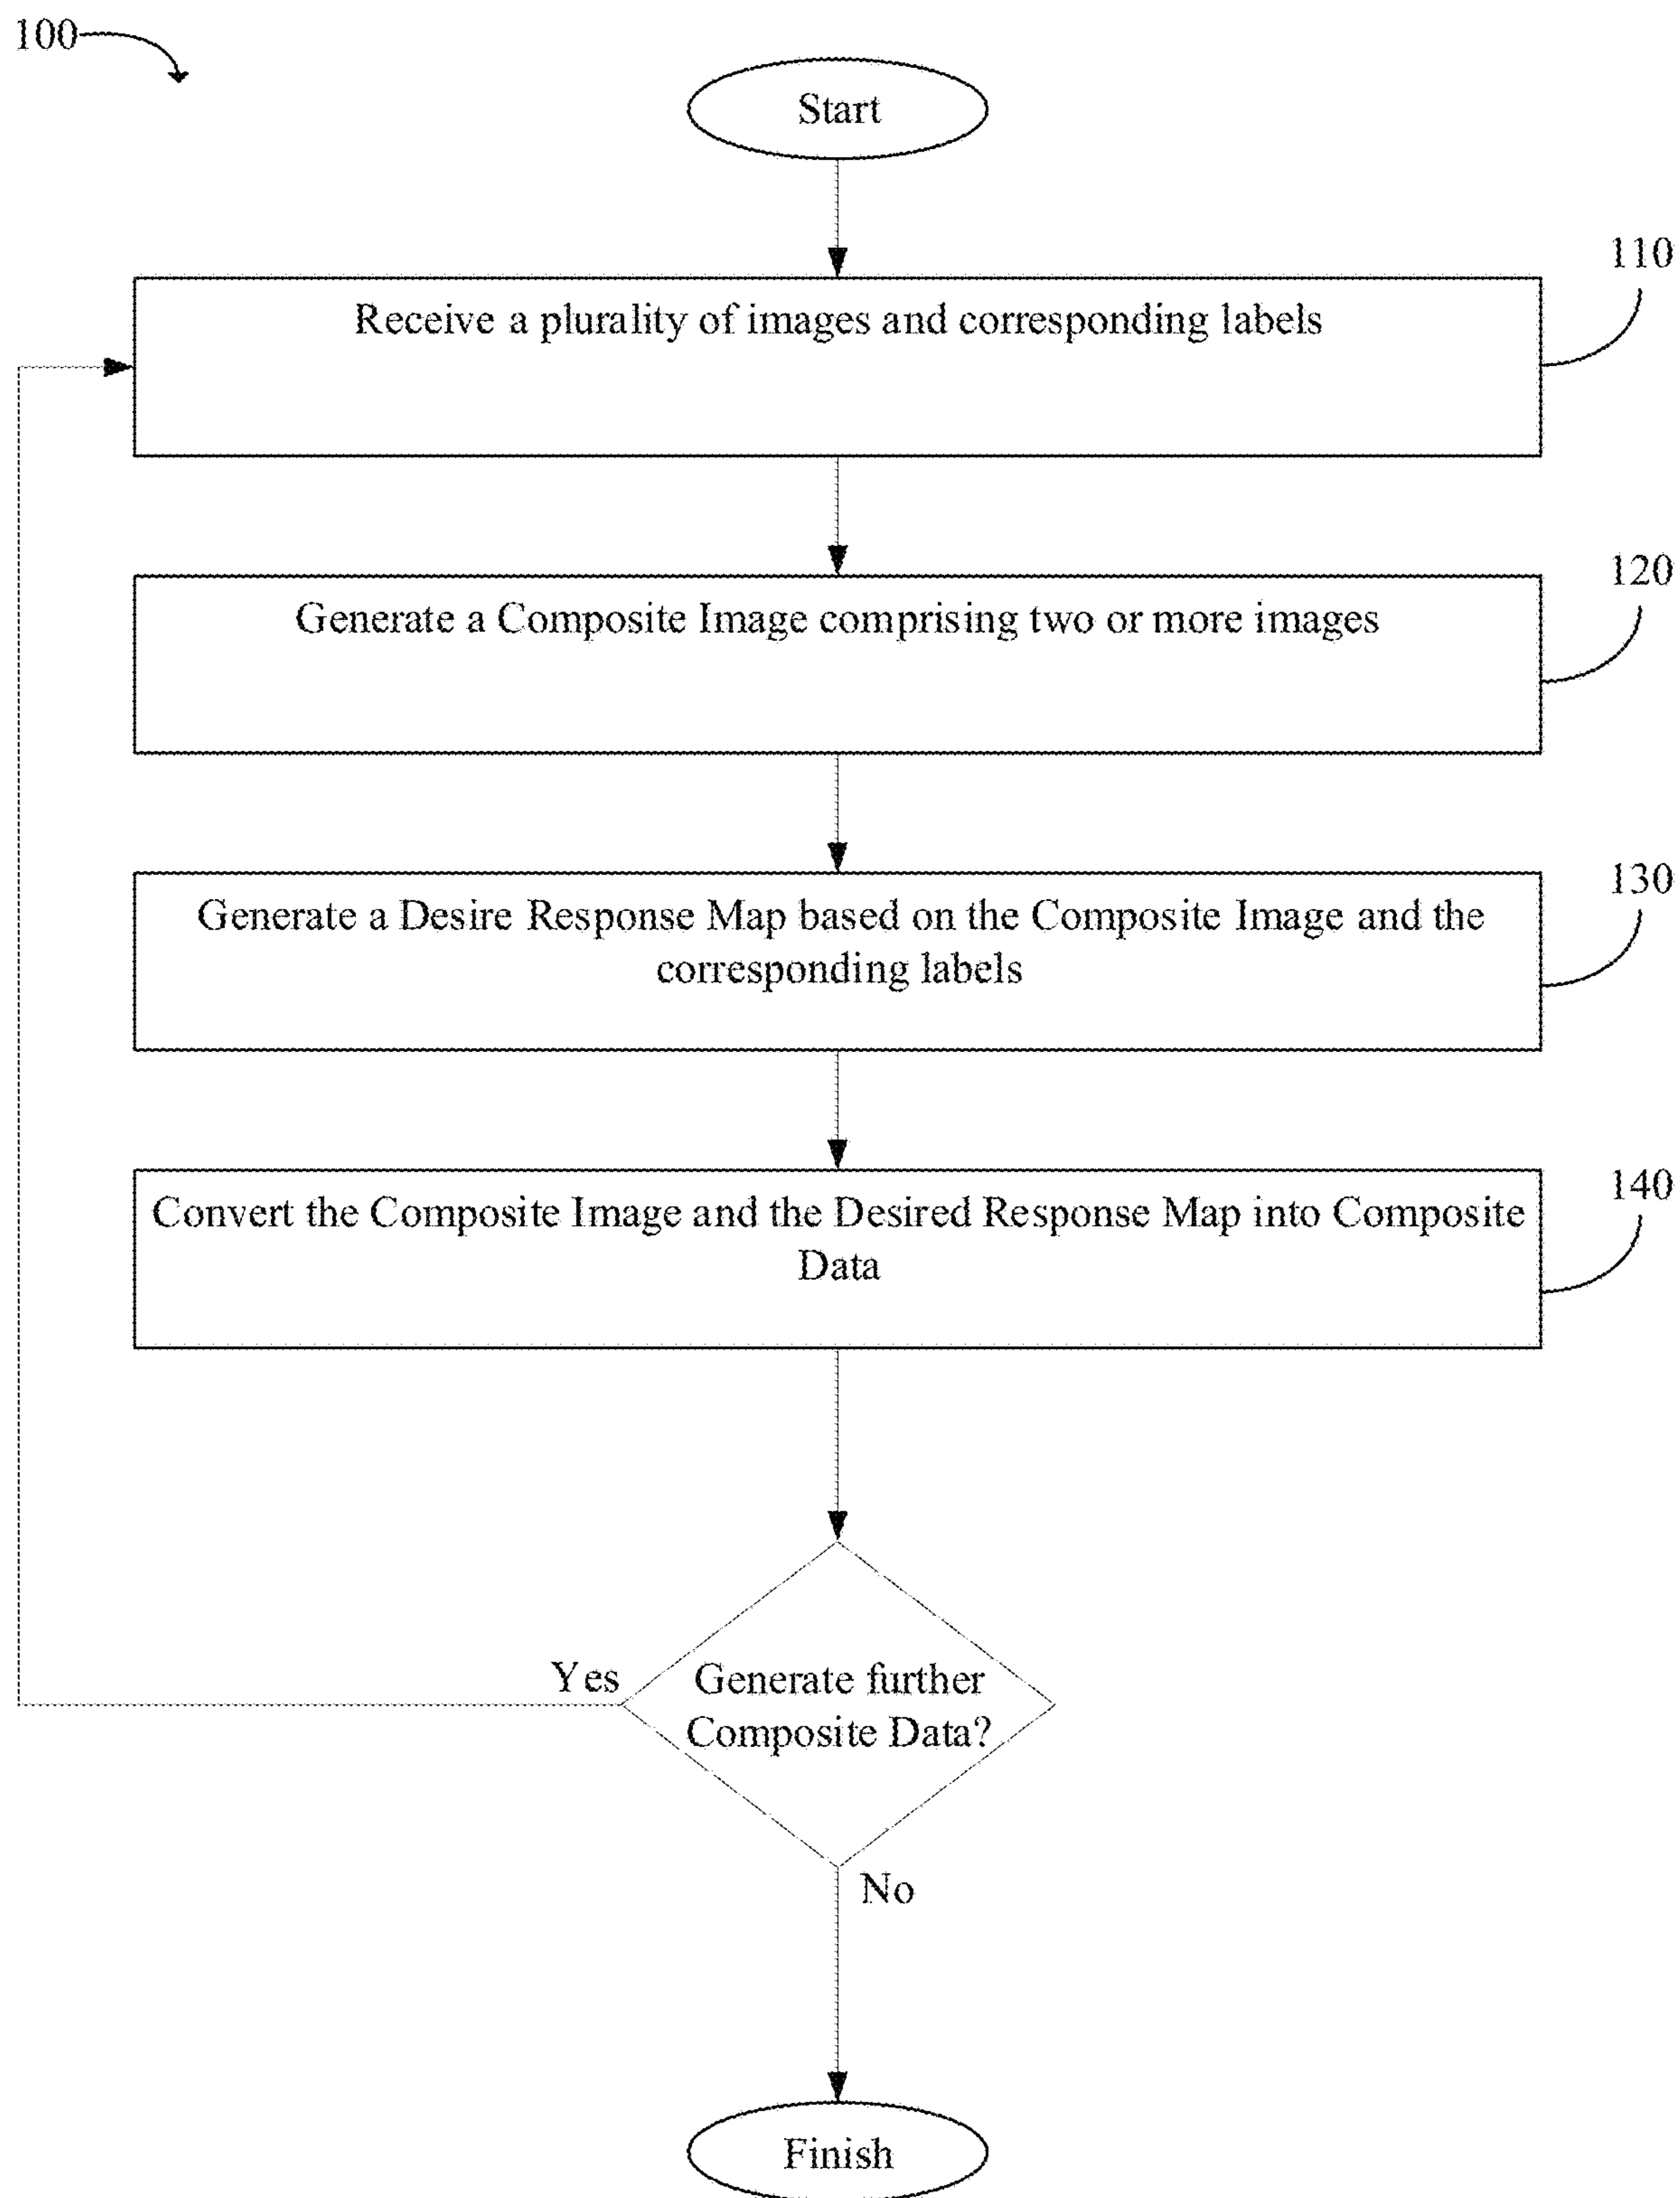 100
Start
110
Receive a plurality of images and corresponding labels
120
Generate a Composite Image comprising two or more images
130
Generate a Desire Response Map based on the Composite Image and the
corresponding labels
140
Convert the Composite Image and the Desired Response Map into Composite
Data
Yes
Generate further
Composite Data?
No
Finish